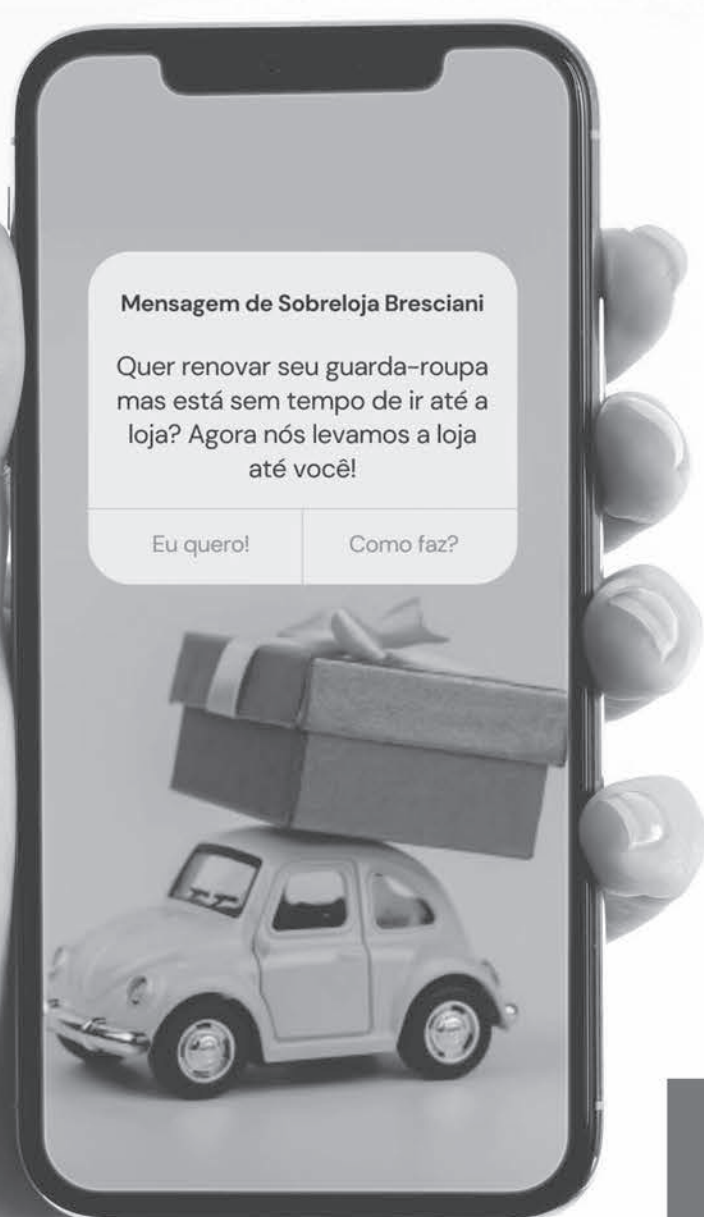 Mensagem de Sobreloja Bresciani
Quer renovar seu guarda-roupa
mas está sem tempo de ir até a
loja? Agora nós levamos a loja
até você!
Eu quero!
Como faz?